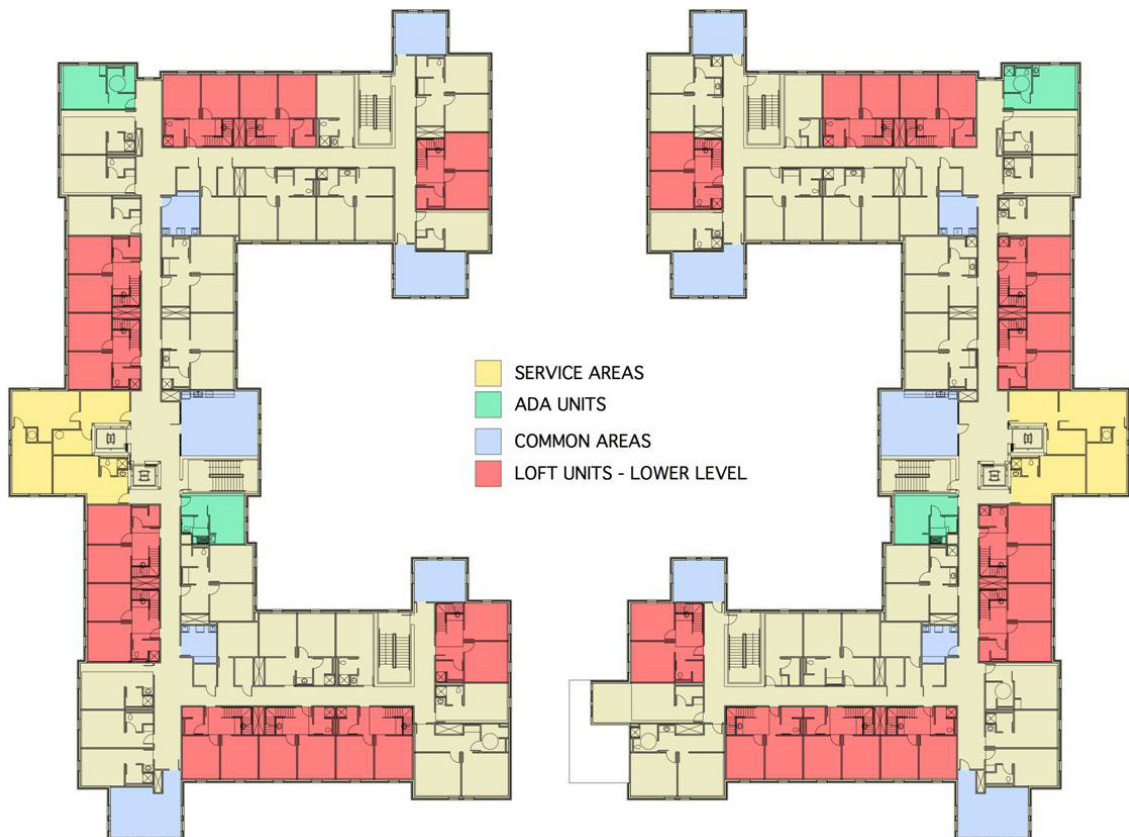 SERVICE AREAS
ADA UNITS
COMMON AREAS
LOFT UNITS - LOWER LEVEL